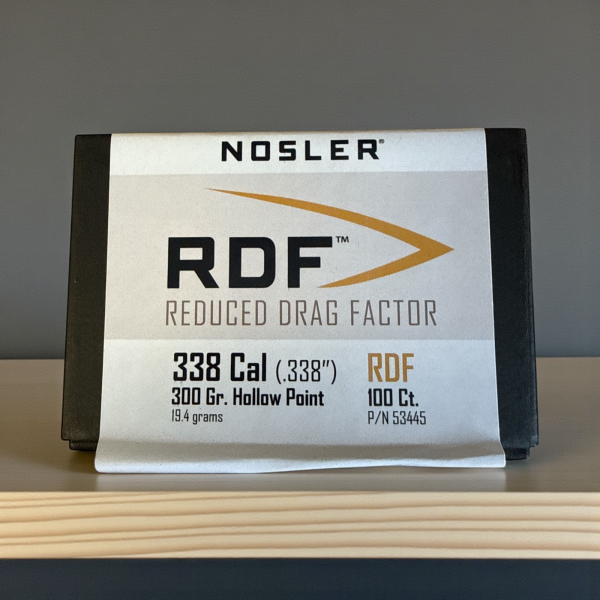 NOSLER®
RDF™
REDUCED DRAG FACTOR
338 Cal (.338")
300 Gr. Hollow Point
19.4 grams
RDF
100 Ct.
P/N 53445